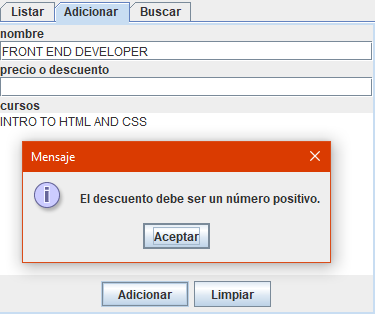 Listar Adicionar Buscar
nombre
FRONT END DEVELOPER
precio o descuento
cursos
INTRO TO HTML AND CSS
Mensaje
El descuento debe ser un número positivo.
Aceptar
Adicionar Limpiar